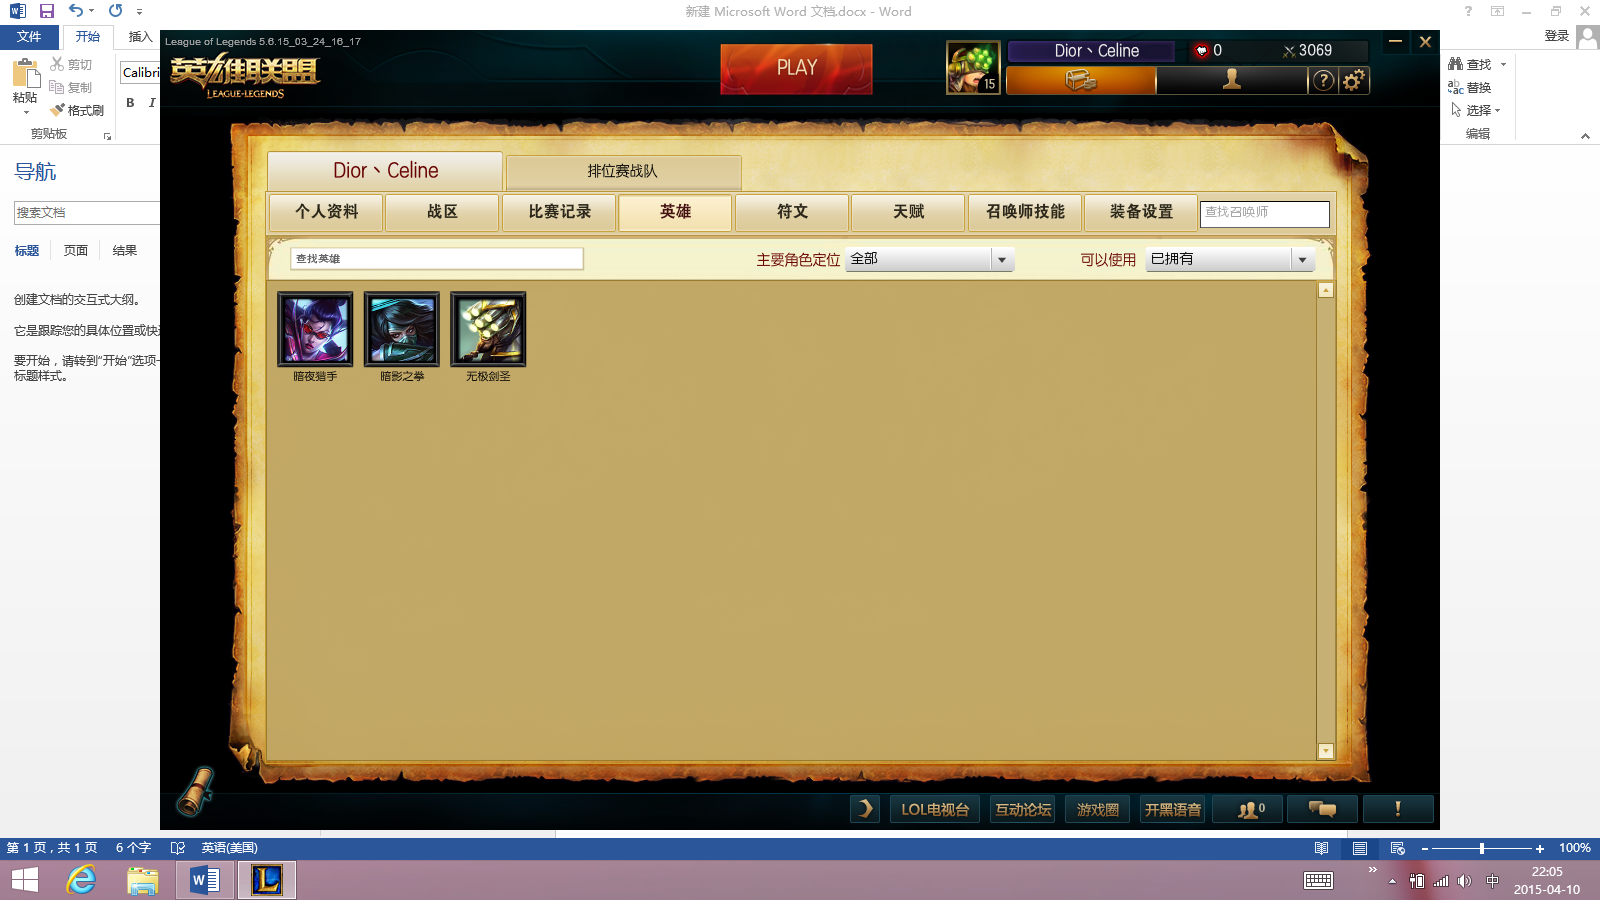 新建 Microsoft Word 文档.docx - Word
文件
开始
插入
登录
粘贴
剪切
复制
格式刷
剪贴板
Calibri
B I
查找
替换
选择
编辑
导航
搜索文档
标题
页面
结果
创建文档的交互式大纲。
它是跟踪您的具体位置或快
要开始，请转到“开始”选项
标题样式。
League of Legends 5.6.15_03_24_16_17
英雄联盟
LEAGUE of LEGENDS
PLAY
15
Dior丶Celine
0
3069
?
Dior丶Celine
排位赛战队
个人资料
战区
比赛记录
英雄
符文
天赋
召唤师技能
装备设置
查找召唤师
查找英雄
主要角色定位
全部
可以使用
已拥有
暗夜猎手
暗影之拳
无极剑圣
LOL电视台
互动论坛
游戏圈
开黑语音
0
!
第 1 页，共 1 页
6 个字
英语(美国)
100%
W
L
中
22:05
2015-04-10